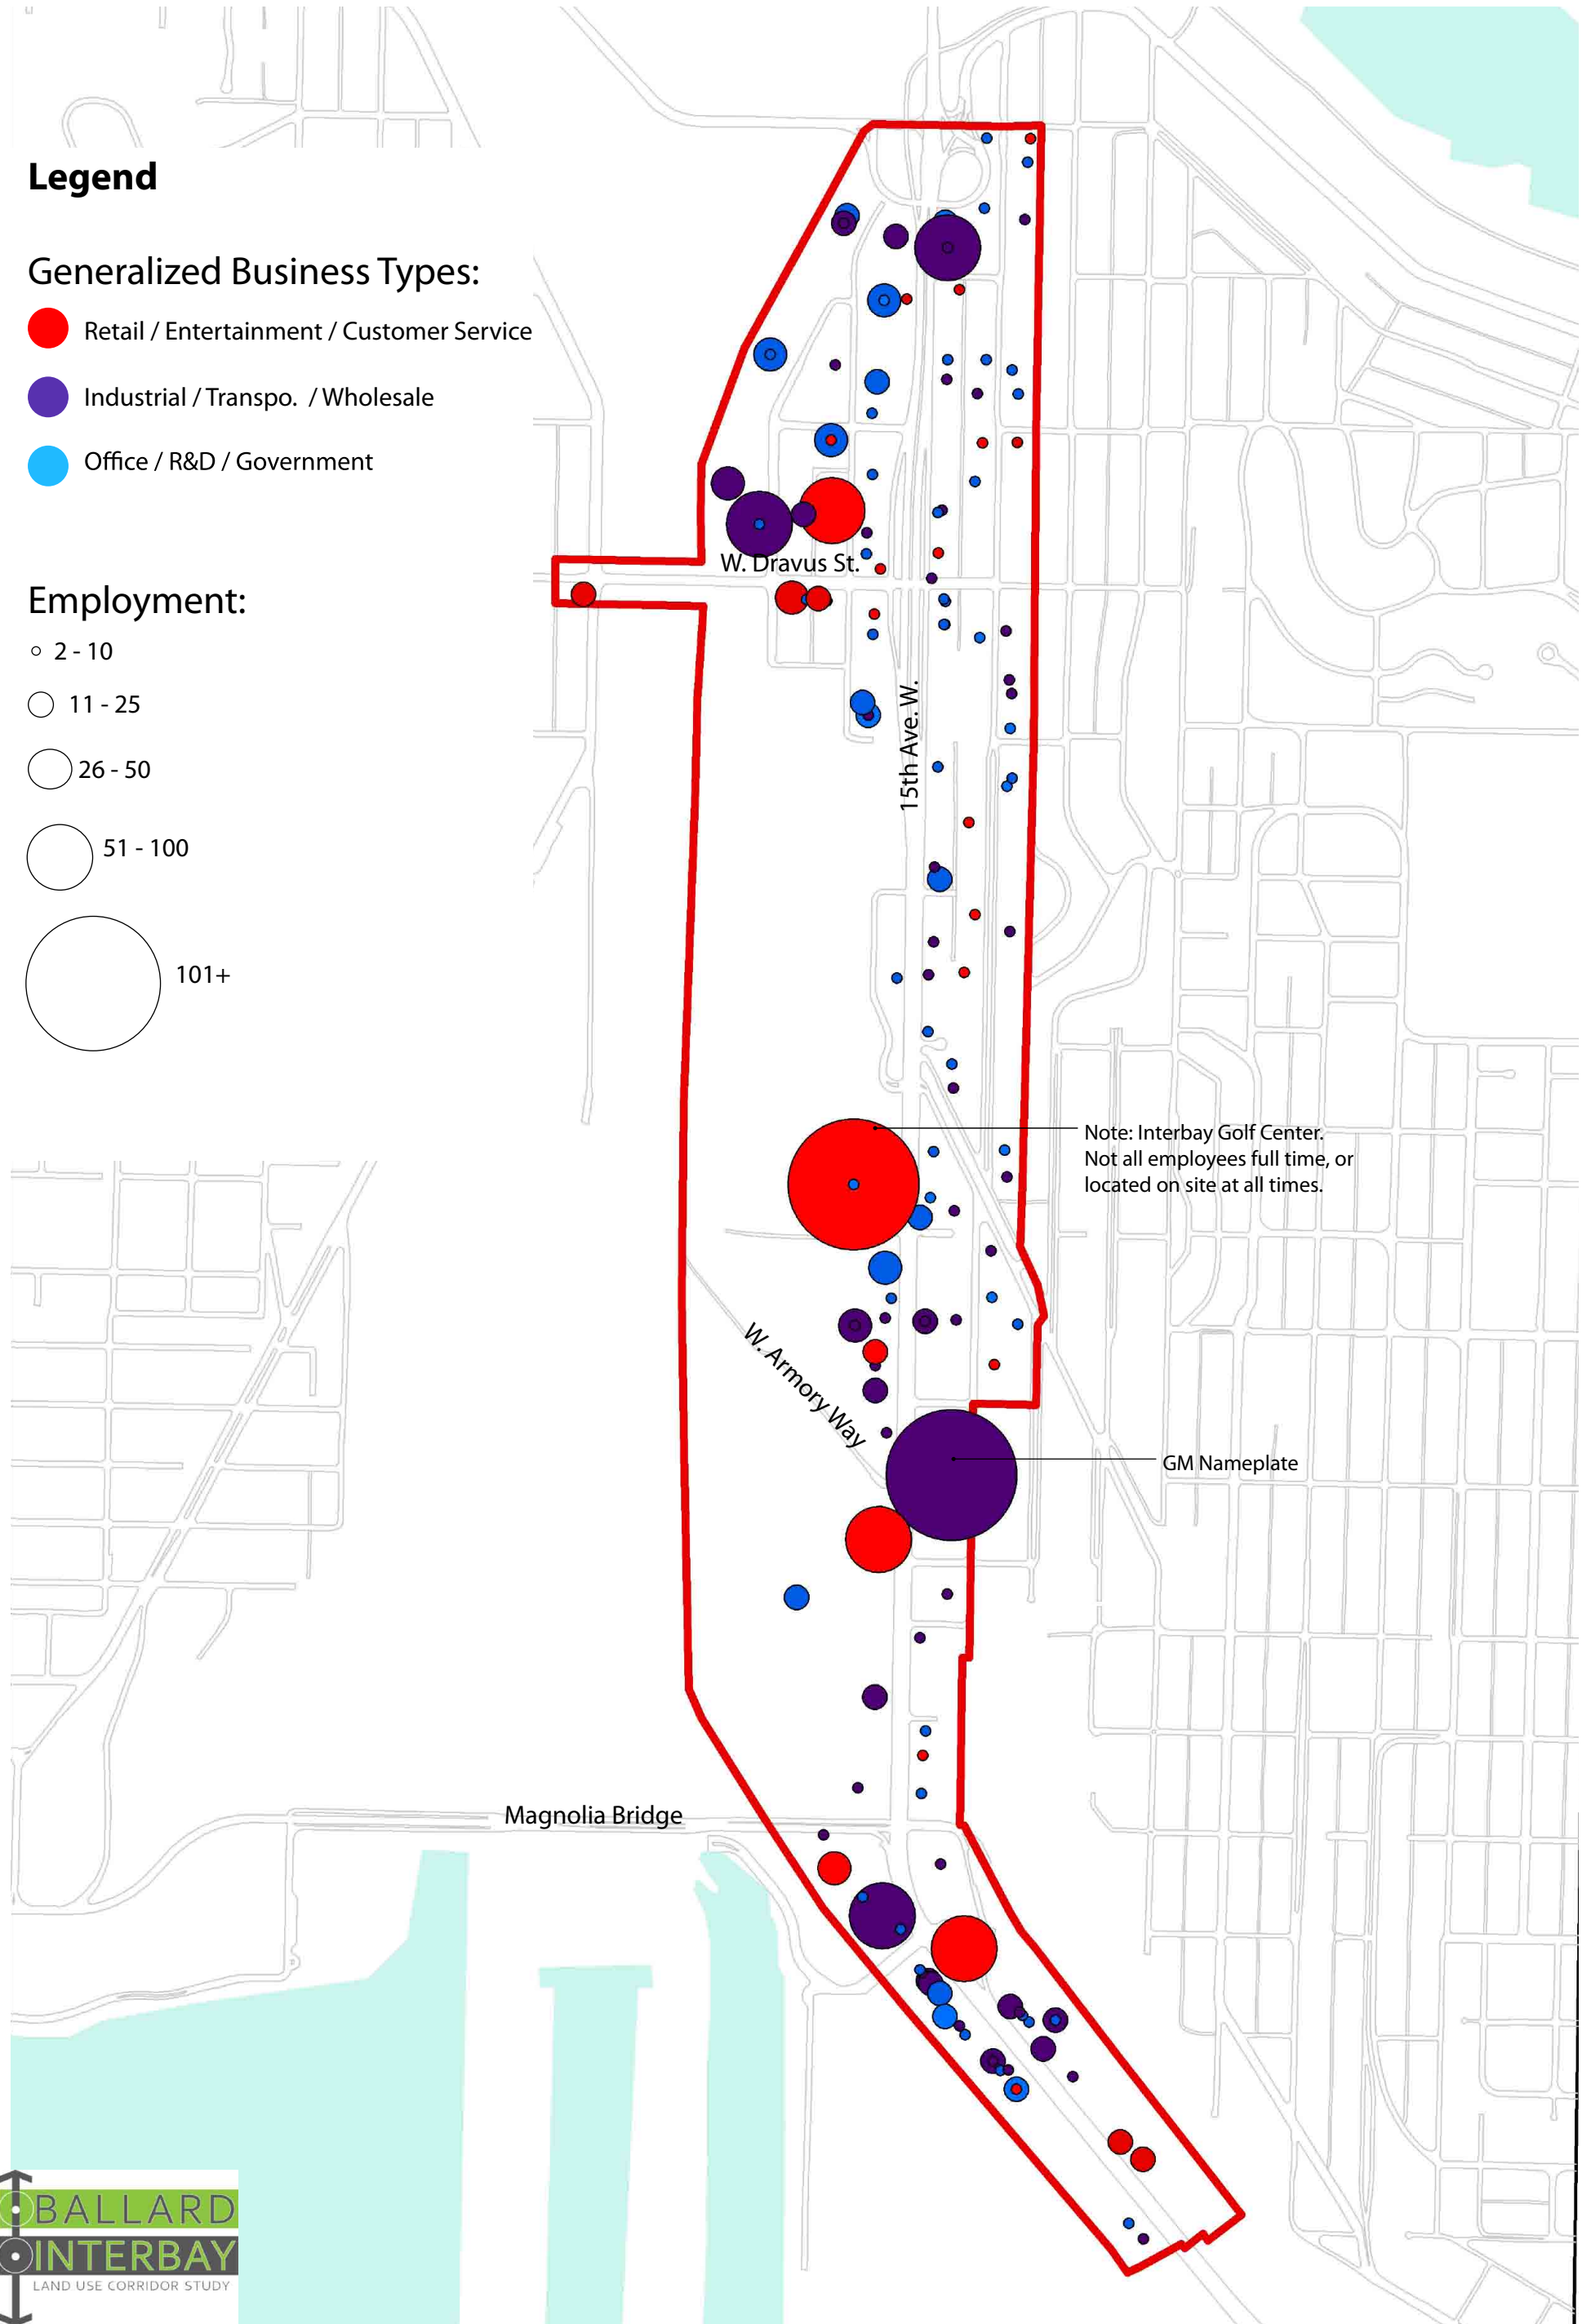 Legend
Generalized Business Types:
Retail / Entertainment / Customer Service
Industrial / Transpo. / Wholesale
Office / R&D / Government
Employment:
2 - 10
11 - 25
26 - 50
51 - 100
101+
W. Dravus St.
15th Ave. W.
Note: Interbay Golf Center.
Not all employees full time, or
located on site at all times.
W. Armory Way
GM Nameplate
Magnolia Bridge
BALLARD
INTERBAY
LAND USE CORRIDOR STUDY